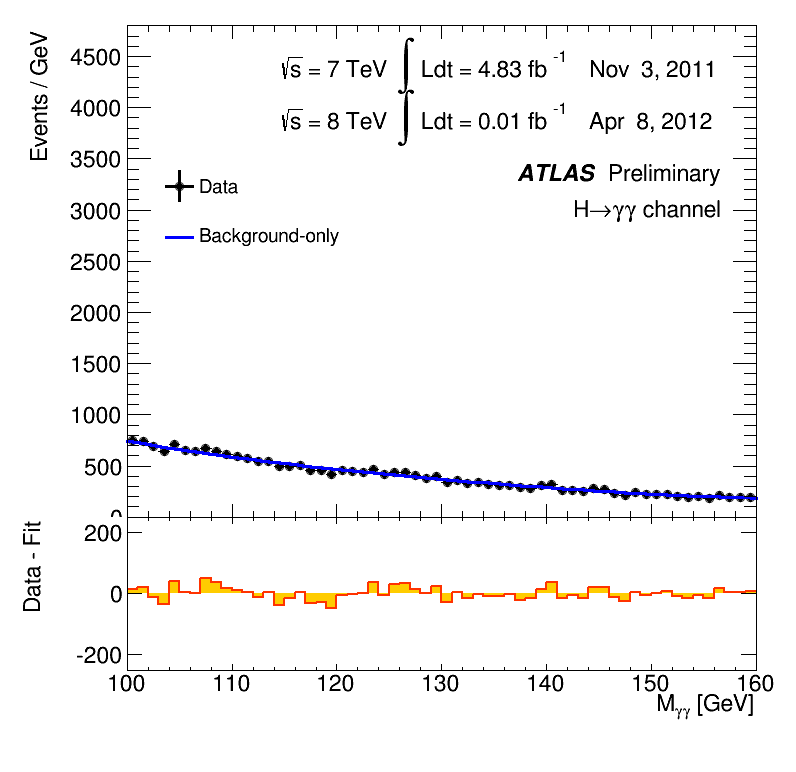 Events / GeV
4500
4000
3500
3000
2500
2000
1500
1000
500
0
√s = 7 TeV ∫ Ldt = 4.83 fb -1 Nov 3, 2011
√s = 8 TeV ∫ Ldt = 0.01 fb -1 Apr 8, 2012
ATLAS Preliminary
H→γγ channel
Data
Background-only
Data - Fit
200
0
-200
100 110 120 130 140 150 160
Mγγ [GeV]